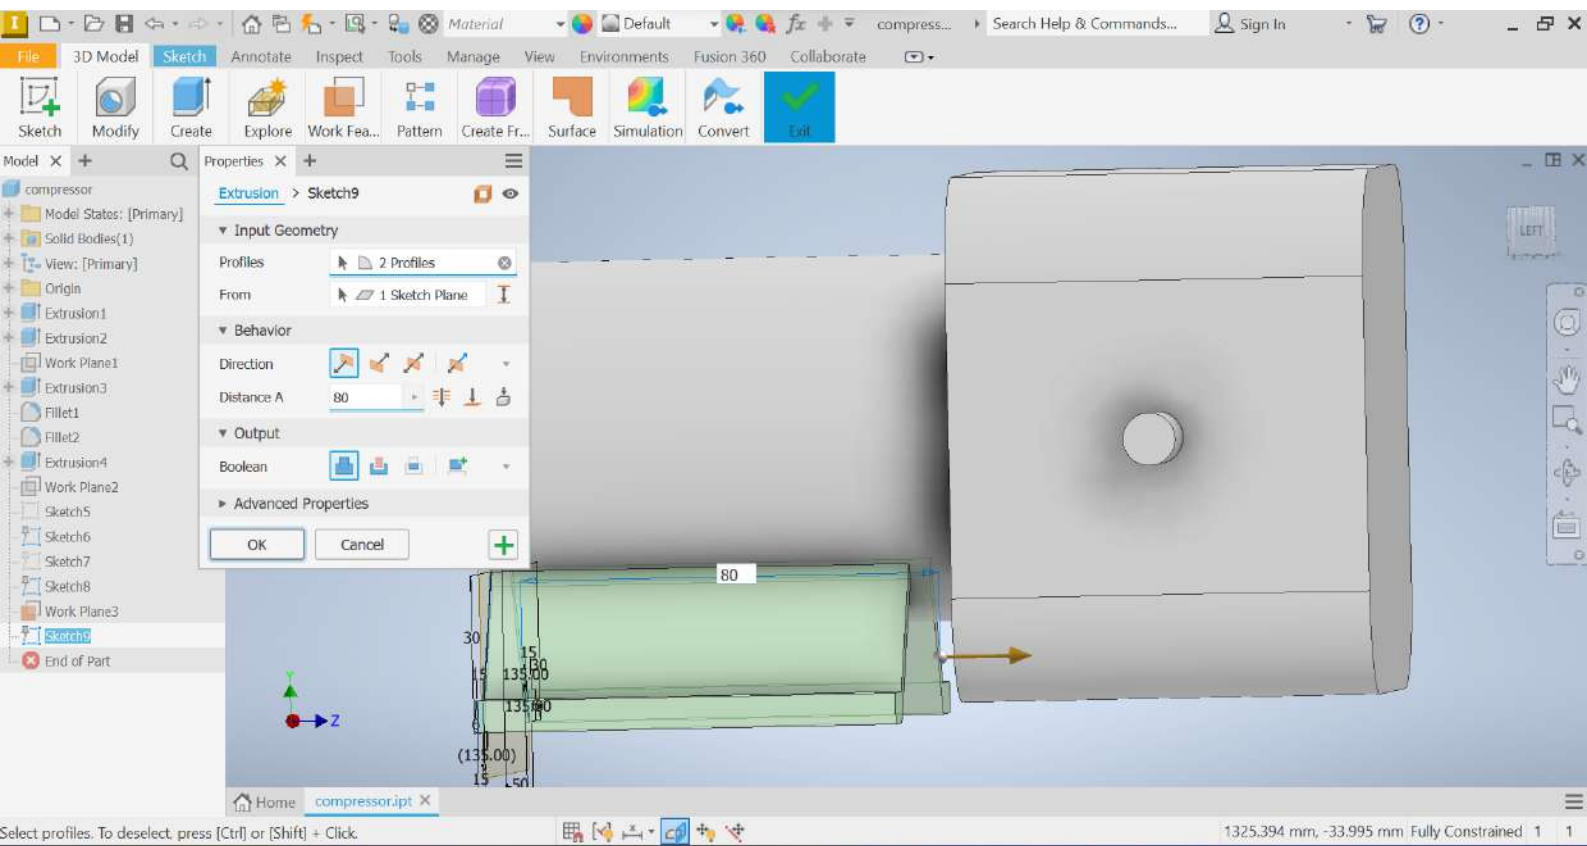 Material
Default
fx
compress...
Search Help & Commands...
Sign In
File 3D Model Sketch Annotate Inspect Tools Manage View Environments Fusion 360 Collaborate
Sketch Modify Create Explore Work Fea... Pattern Create Fr... Surface Simulation Convert Exit
Model
Properties
compressor
Model States: [Primary]
Solid Bodies(1)
View: [Primary]
Origin
Extrusion1
Extrusion2
Work Plane1
Extrusion3
Fillet1
Fillet2
Extrusion4
Work Plane2
Sketch5
Sketch6
Sketch7
Sketch8
Work Plane3
Sketch9
End of Part
Extrusion > Sketch9
Input Geometry
Profiles 2 Profiles
From 1 Sketch Plane
Behavior
Direction
Distance A 80
Output
Boolean
Advanced Properties
OK Cancel
LEFT
80
30
15
30
15 135.00
(135.00)
15 50
Y
Z
Home compressor.ipt
Select profiles. To deselect, press [Ctrl] or [Shift] + Click.
1325.394 mm, -33.995 mm Fully Constrained 1 1